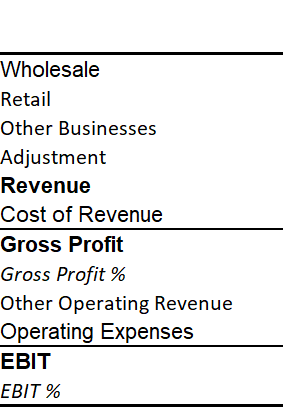 Wholesale
Retail
Other Businesses
Adjustment
Revenue
Cost of Revenue
Gross Profit
Gross Profit %
Other Operating Revenue
Operating Expenses
EBIT
EBIT %